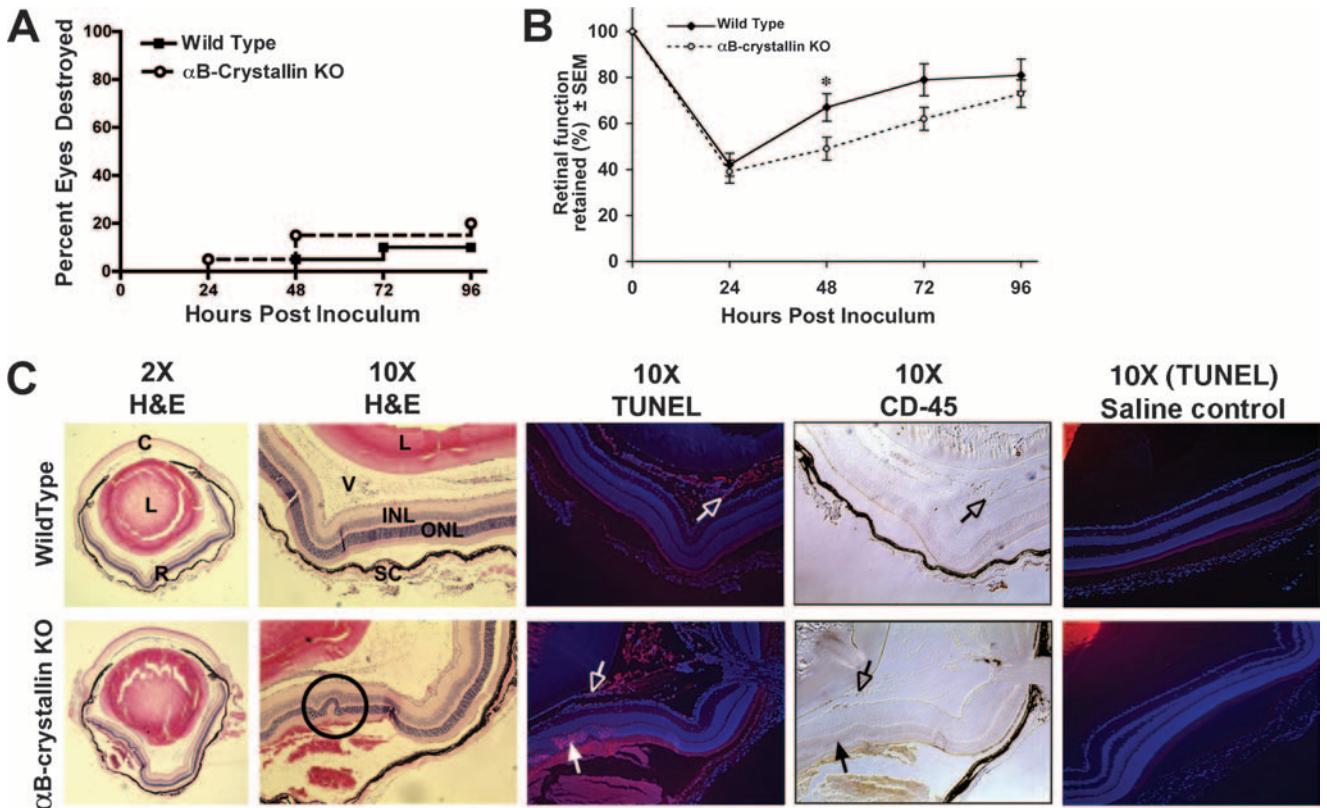 A
Percent Eyes Destroyed
100
80
60
40
20
0
Wild Type
αB-Crystallin KO
0 24 48 72 96
Hours Post Inoculum
B
Retinal function
retained (%) ± SEM
100
80
60
40
20
0
Wild Type
αB-crystallin KO
*
0 24 48 72 96
Hours Post Inoculum
C
2X
H&E
10X
H&E
10X
TUNEL
10X
CD-45
10X (TUNEL)
Saline control
WildType
C
L
R
L
V
INL
ONL
SC
αB-crystallin KO